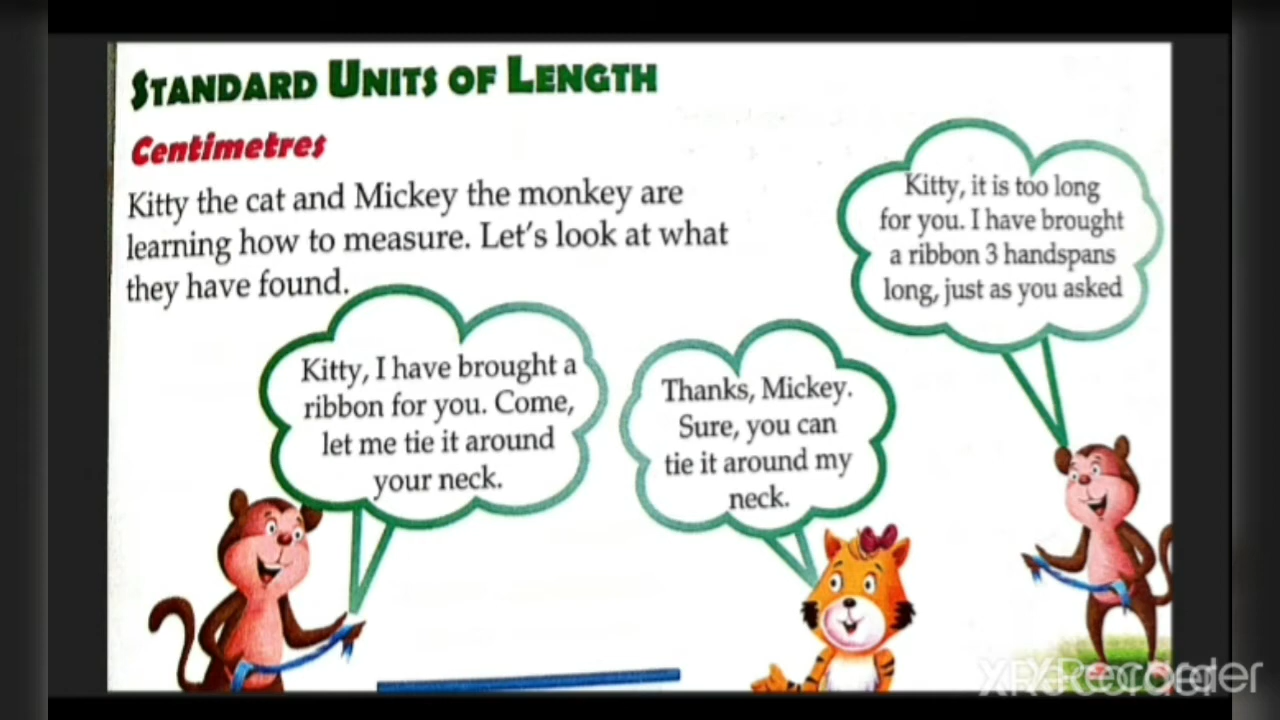 STANDARD UNITS OF LENGTH
Centimetres
Kitty the cat and Mickey the monkey are
learning how to measure. Let's look at what
they have found.
Kitty, I have brought a
ribbon for you. Come,
let me tie it around
your neck.
Thanks, Mickey.
Sure, you can
tie it around my
neck.
Kitty, it is too long
for you. I have brought
a ribbon 3 handspans
long, just as you asked
XRecorder